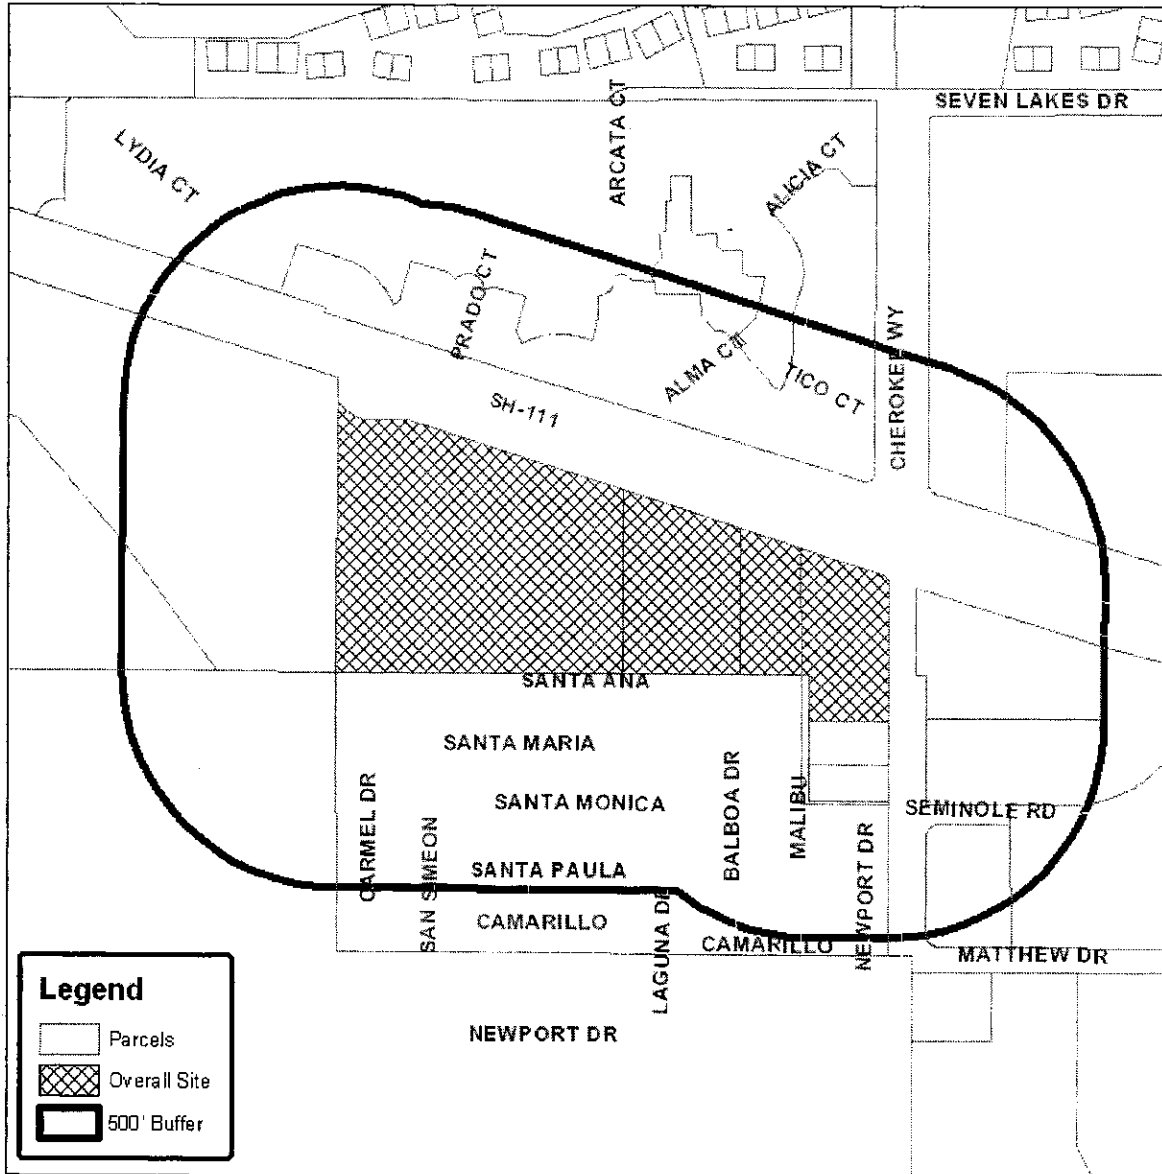 SEVEN LAKES DR
LYDIA CT
ARCATA CT
ALICIA CT
PRADO CT
ALMA CT
TICO CT
CHEROKEE WY
SH-111
SANTA ANA
SANTA MARIA
SANTA MONICA
CARMEL DR
SAN SIMEON
BALBOA DR
MALIBU
SEMINOLE RD
NEWPORT DR
SANTA PAULA
CAMARILLO
LAGUNA DR
CAMARILLO
MATTHEW DR
NEWPORT DR
Legend
Parcels
Overall Site
500' Buffer